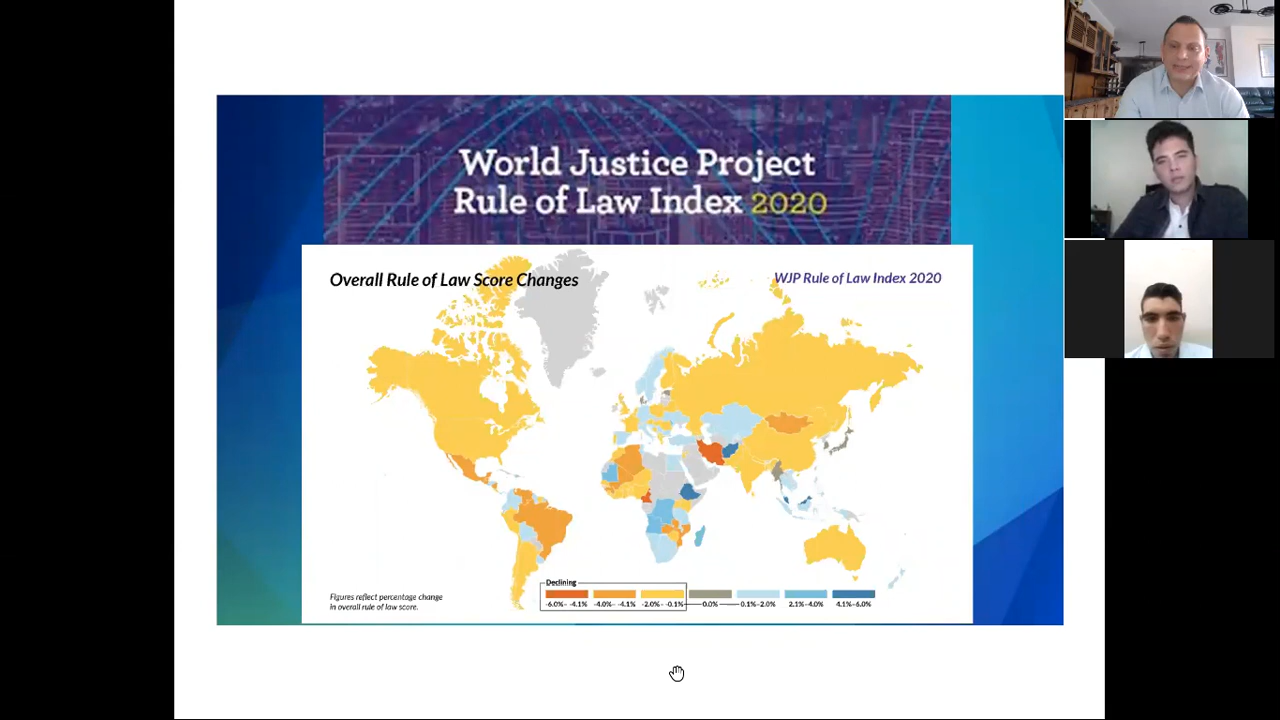 World Justice Project
Rule of Law Index 2020
Overall Rule of Law Score Changes
WJP Rule of Law Index 2020
Figures reflect percentage change
in overall rule of law score.
Declining
-6.0%- -4.1%
-4.0%- -4.1%
-2.0%- -0.1%
0.0%
0.1%-2.0%
2.1%-4.0%
4.1%-6.0%